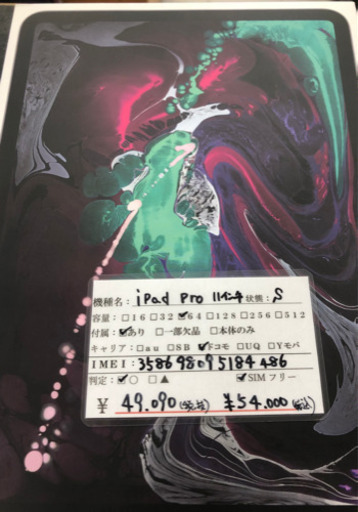 機種名: iPad Pro 11インチ 状態: S
容量: □16 □32 ☑64 □128 □256 □512
付属: ☑あり □一部欠品 □本体のみ
キャリア: □au □SB ☑ドコモ □UQ □Yモバ
IMEI: 358698095184486
判定: ☑○ □▲ ☑SIMフリー
¥ 49.090(税抜) ¥54.000(税込)